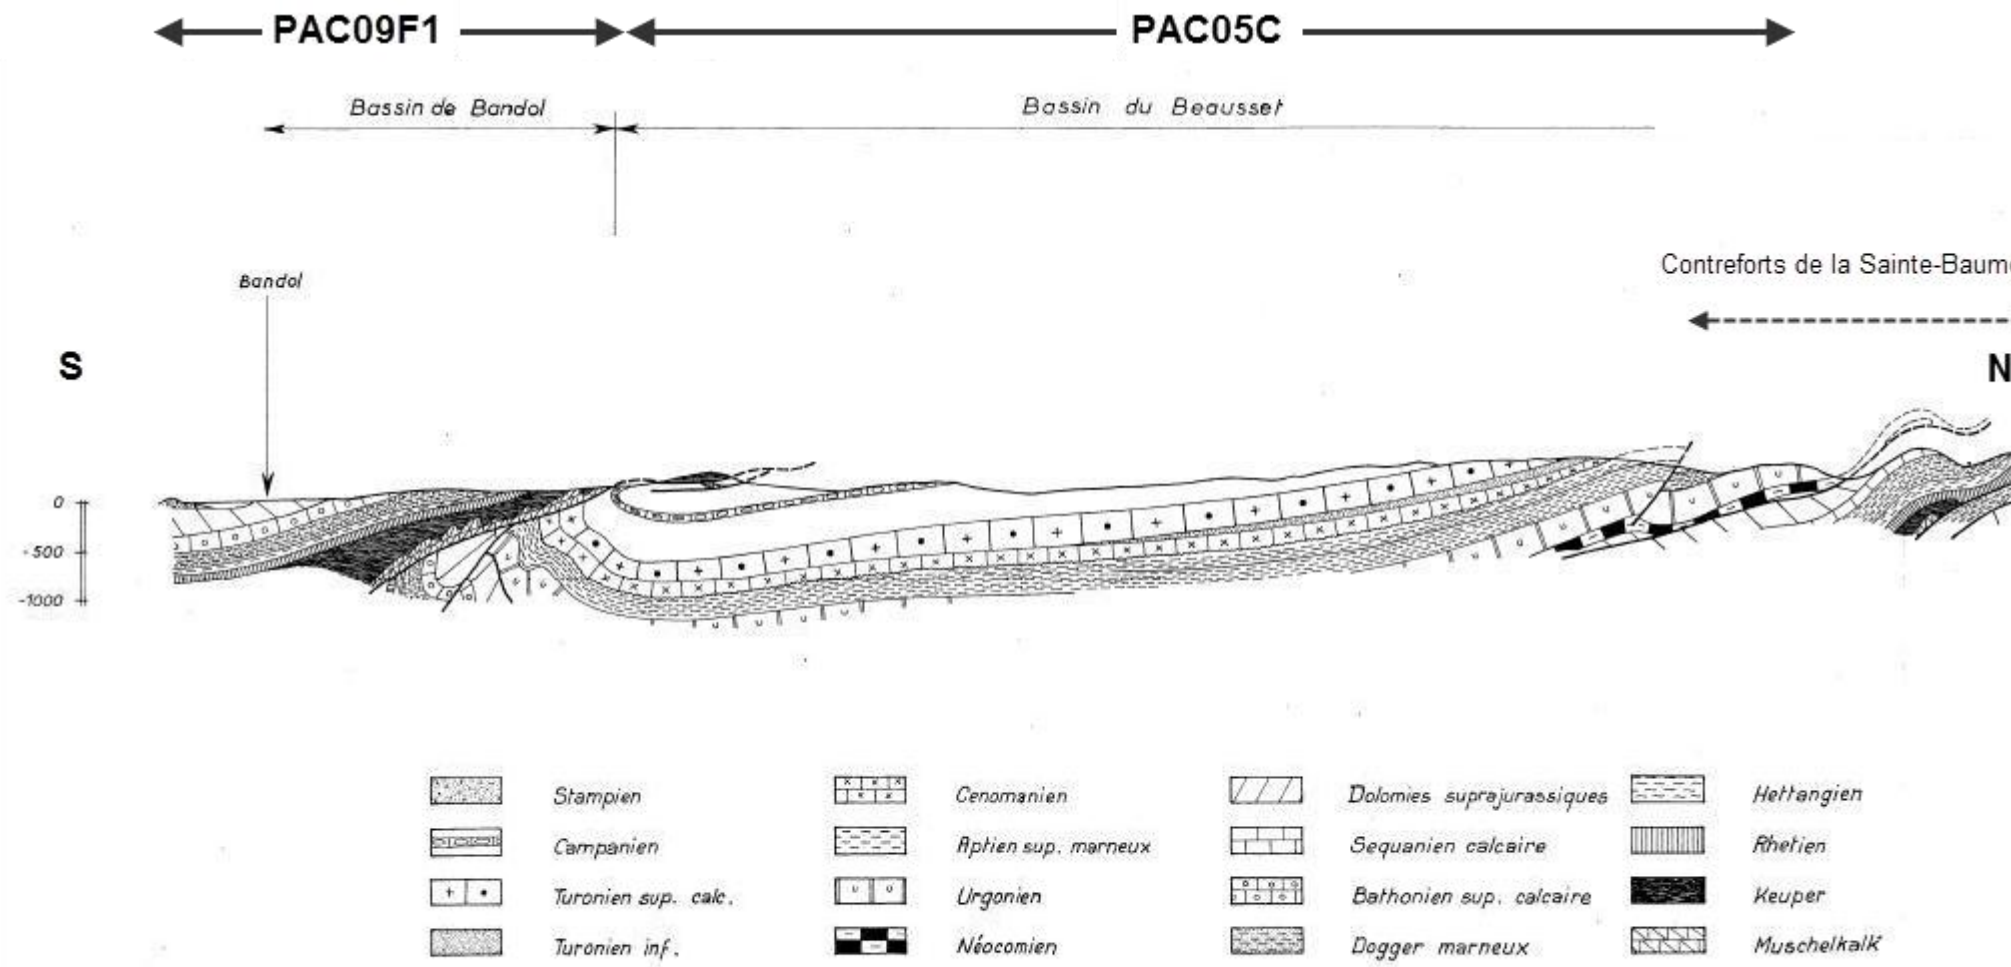 PAC09F1 PAC05C
Bassin de Bandol Bassin du Beausset
Bandol
Contreforts de la Sainte-Baume
S N
0
-500
-1000
Stampien Cenomanien Dolomies suprajurassiques Hettangien
Campanien Aptien sup. marneux Sequanien calcaire Rhetien
Turonien sup. calc. Urgonien Bathonien sup. calcaire Keuper
Turonien inf. Néocomien Dogger marneux Muschelkalk